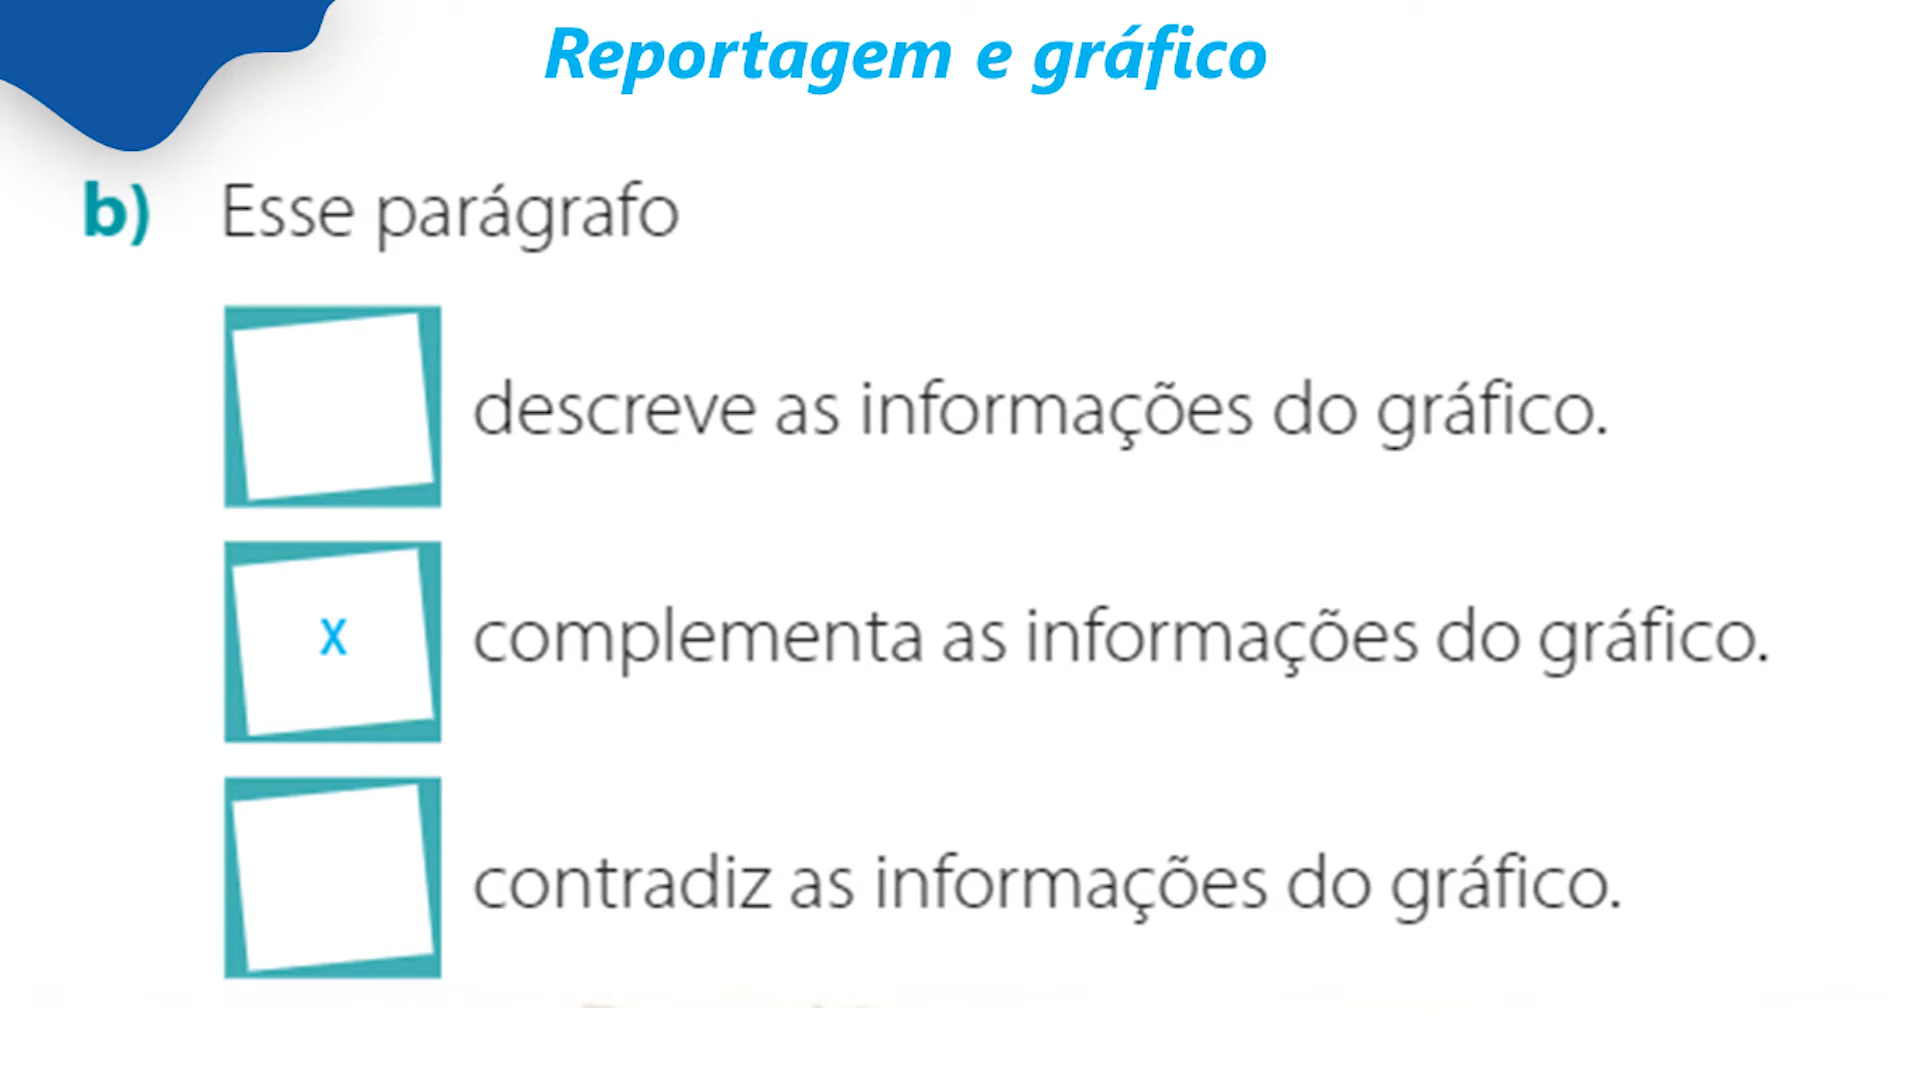 Reportagem e gráfico
b) Esse parágrafo
descreve as informações do gráfico.
X complementa as informações do gráfico.
contradiz as informações do gráfico.